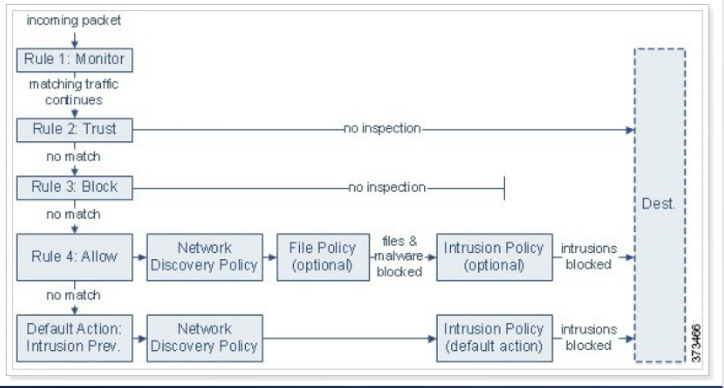 incoming packet
Rule 1: Monitor
matching traffic
continues
Rule 2: Trust
no inspection
no match
Rule 3: Block
no inspection
no match
Rule 4: Allow
Network
Discovery Policy
File Policy
(optional)
files &
malware
blocked
Intrusion Policy
(optional)
intrusions
blocked
Dest.
no match
Default Action:
Intrusion Prev.
Network
Discovery Policy
Intrusion Policy
(default action)
intrusions
blocked
373466